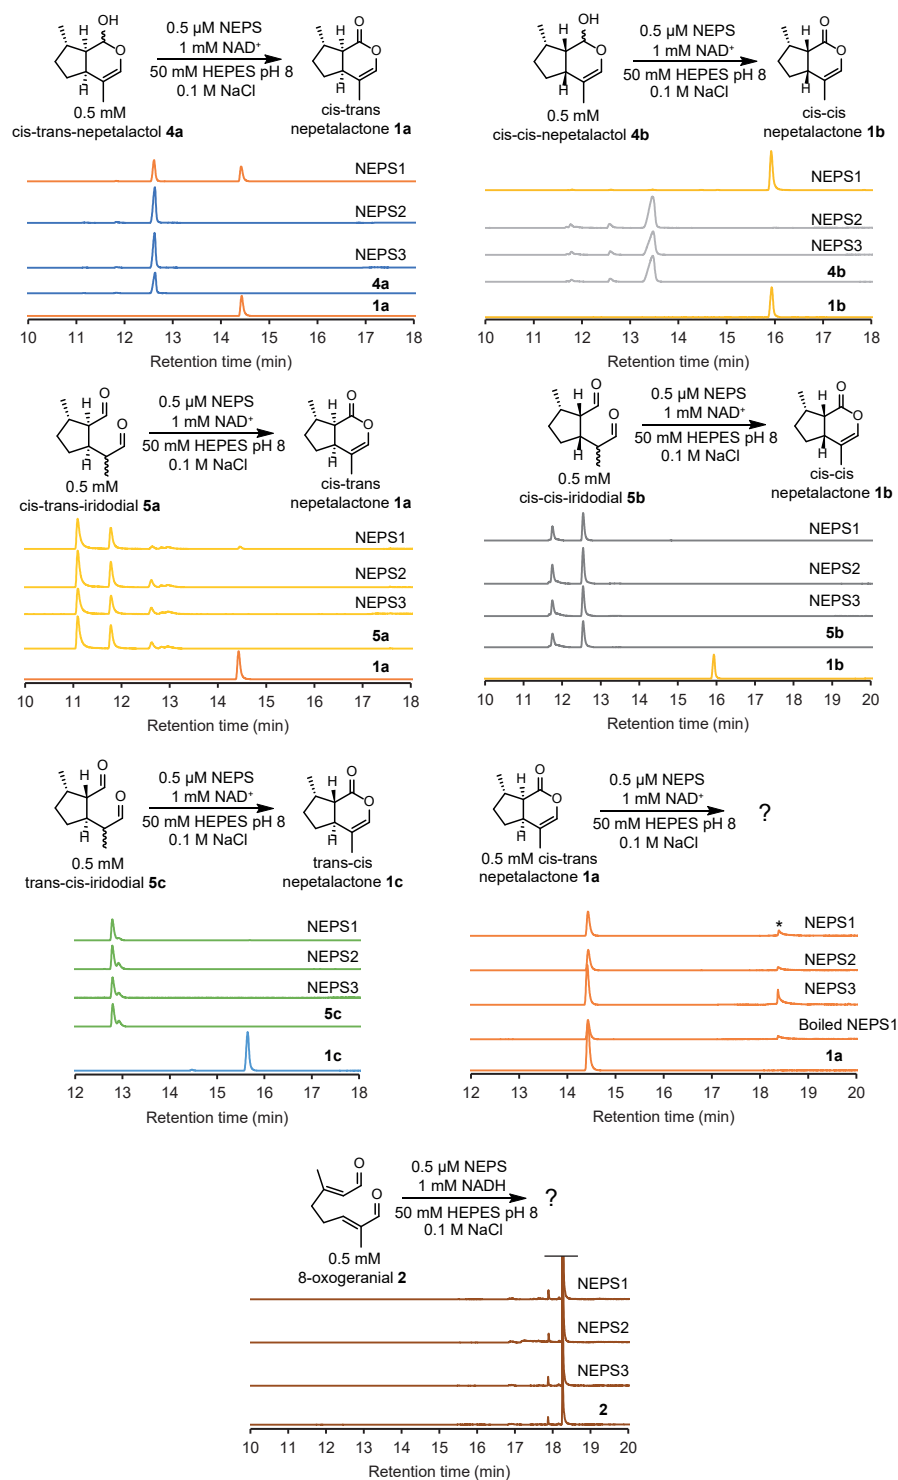 OH
H
O
H
0.5 mM
cis-trans-nepetalactol 4a
0.5 µM NEPS
1 mM NAD⁺
50 mM HEPES pH 8
0.1 M NaCl
O
H
O
H
cis-trans
nepetalactone 1a
NEPS1
NEPS2
NEPS3
4a
1a
10 11 12 13 14 15 16 17 18
Retention time (min)
OH
H
O
H
0.5 mM
cis-cis-nepetalactol 4b
0.5 µM NEPS
1 mM NAD⁺
50 mM HEPES pH 8
0.1 M NaCl
O
H
O
H
cis-cis
nepetalactone 1b
NEPS1
NEPS2
NEPS3
4b
1b
10 11 12 13 14 15 16 17 18
Retention time (min)
O
H
O
H
0.5 mM
cis-trans-iridodial 5a
0.5 µM NEPS
1 mM NAD⁺
50 mM HEPES pH 8
0.1 M NaCl
O
H
O
H
cis-trans
nepetalactone 1a
NEPS1
NEPS2
NEPS3
5a
1a
10 11 12 13 14 15 16 17 18
Retention time (min)
O
H
O
H
0.5 mM
cis-cis-iridodial 5b
0.5 µM NEPS
1 mM NAD⁺
50 mM HEPES pH 8
0.1 M NaCl
O
H
O
H
cis-cis
nepetalactone 1b
NEPS1
NEPS2
NEPS3
5b
1b
10 11 12 13 14 15 16 17 18 19 20
Retention time (min)
O
H
O
H
0.5 mM
trans-cis-iridodial 5c
0.5 µM NEPS
1 mM NAD⁺
50 mM HEPES pH 8
0.1 M NaCl
O
H
O
H
trans-cis
nepetalactone 1c
NEPS1
NEPS2
NEPS3
5c
1c
12 13 14 15 16 17 18
Retention time (min)
O
H
O
H
0.5 mM cis-trans
nepetalactone 1a
0.5 µM NEPS
1 mM NAD⁺
50 mM HEPES pH 8
0.1 M NaCl
?
*
NEPS1
NEPS2
NEPS3
Boiled NEPS1
1a
12 13 14 15 16 17 18 19 20
Retention time (min)
O
O
0.5 mM
8-oxogeranial 2
0.5 µM NEPS
1 mM NADH
50 mM HEPES pH 8
0.1 M NaCl
?
NEPS1
NEPS2
NEPS3
2
10 11 12 13 14 15 16 17 18 19 20
Retention time (min)